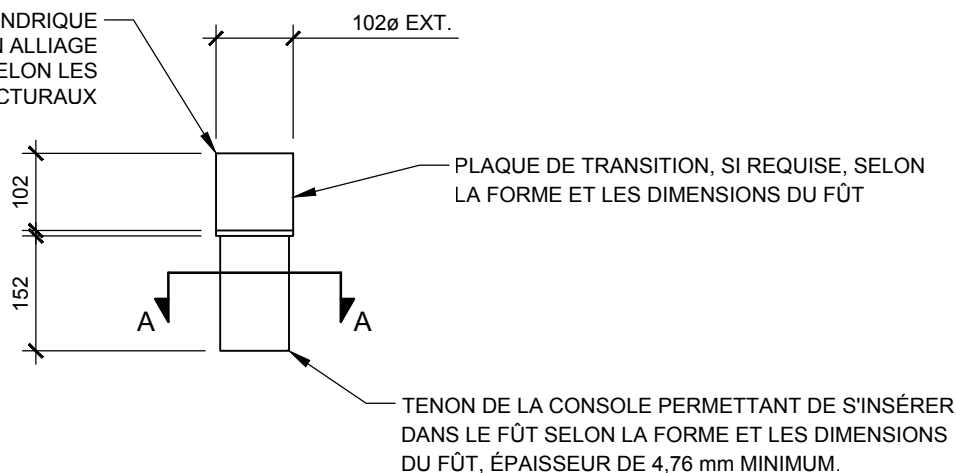 NDRIQUE
N ALLIAGE
ELON LES
CTURAUX
102ø EXT.
102
PLAQUE DE TRANSITION, SI REQUISE, SELON
LA FORME ET LES DIMENSIONS DU FÛT
152
A
A
TENON DE LA CONSOLE PERMETTANT DE S'INSÉRER
DANS LE FÛT SELON LA FORME ET LES DIMENSIONS
DU FÛT, ÉPAISSEUR DE 4,76 mm MINIMUM.